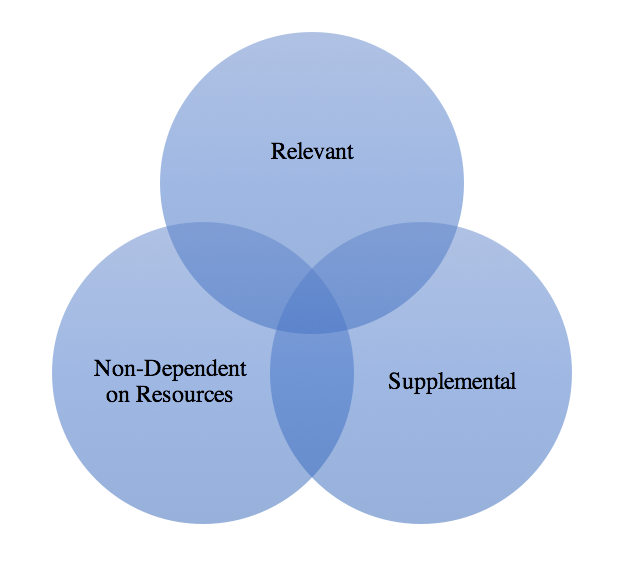 Relevant
Non-Dependent
on Resources
Supplemental